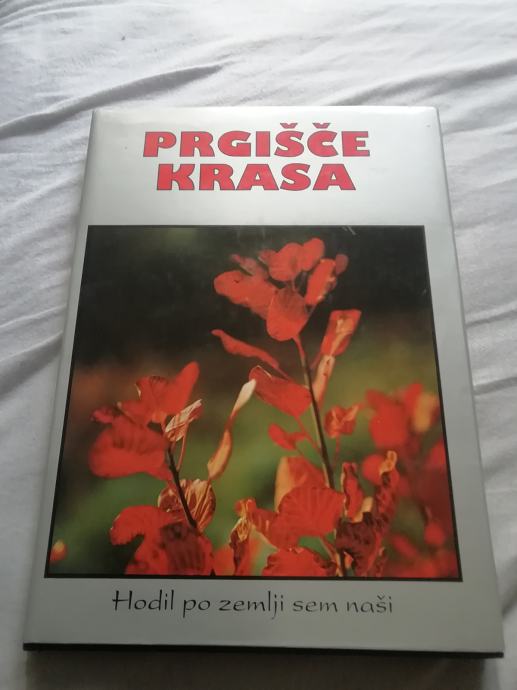 PRGIŠČE
KRASA
Hodil po zemlji sem naši